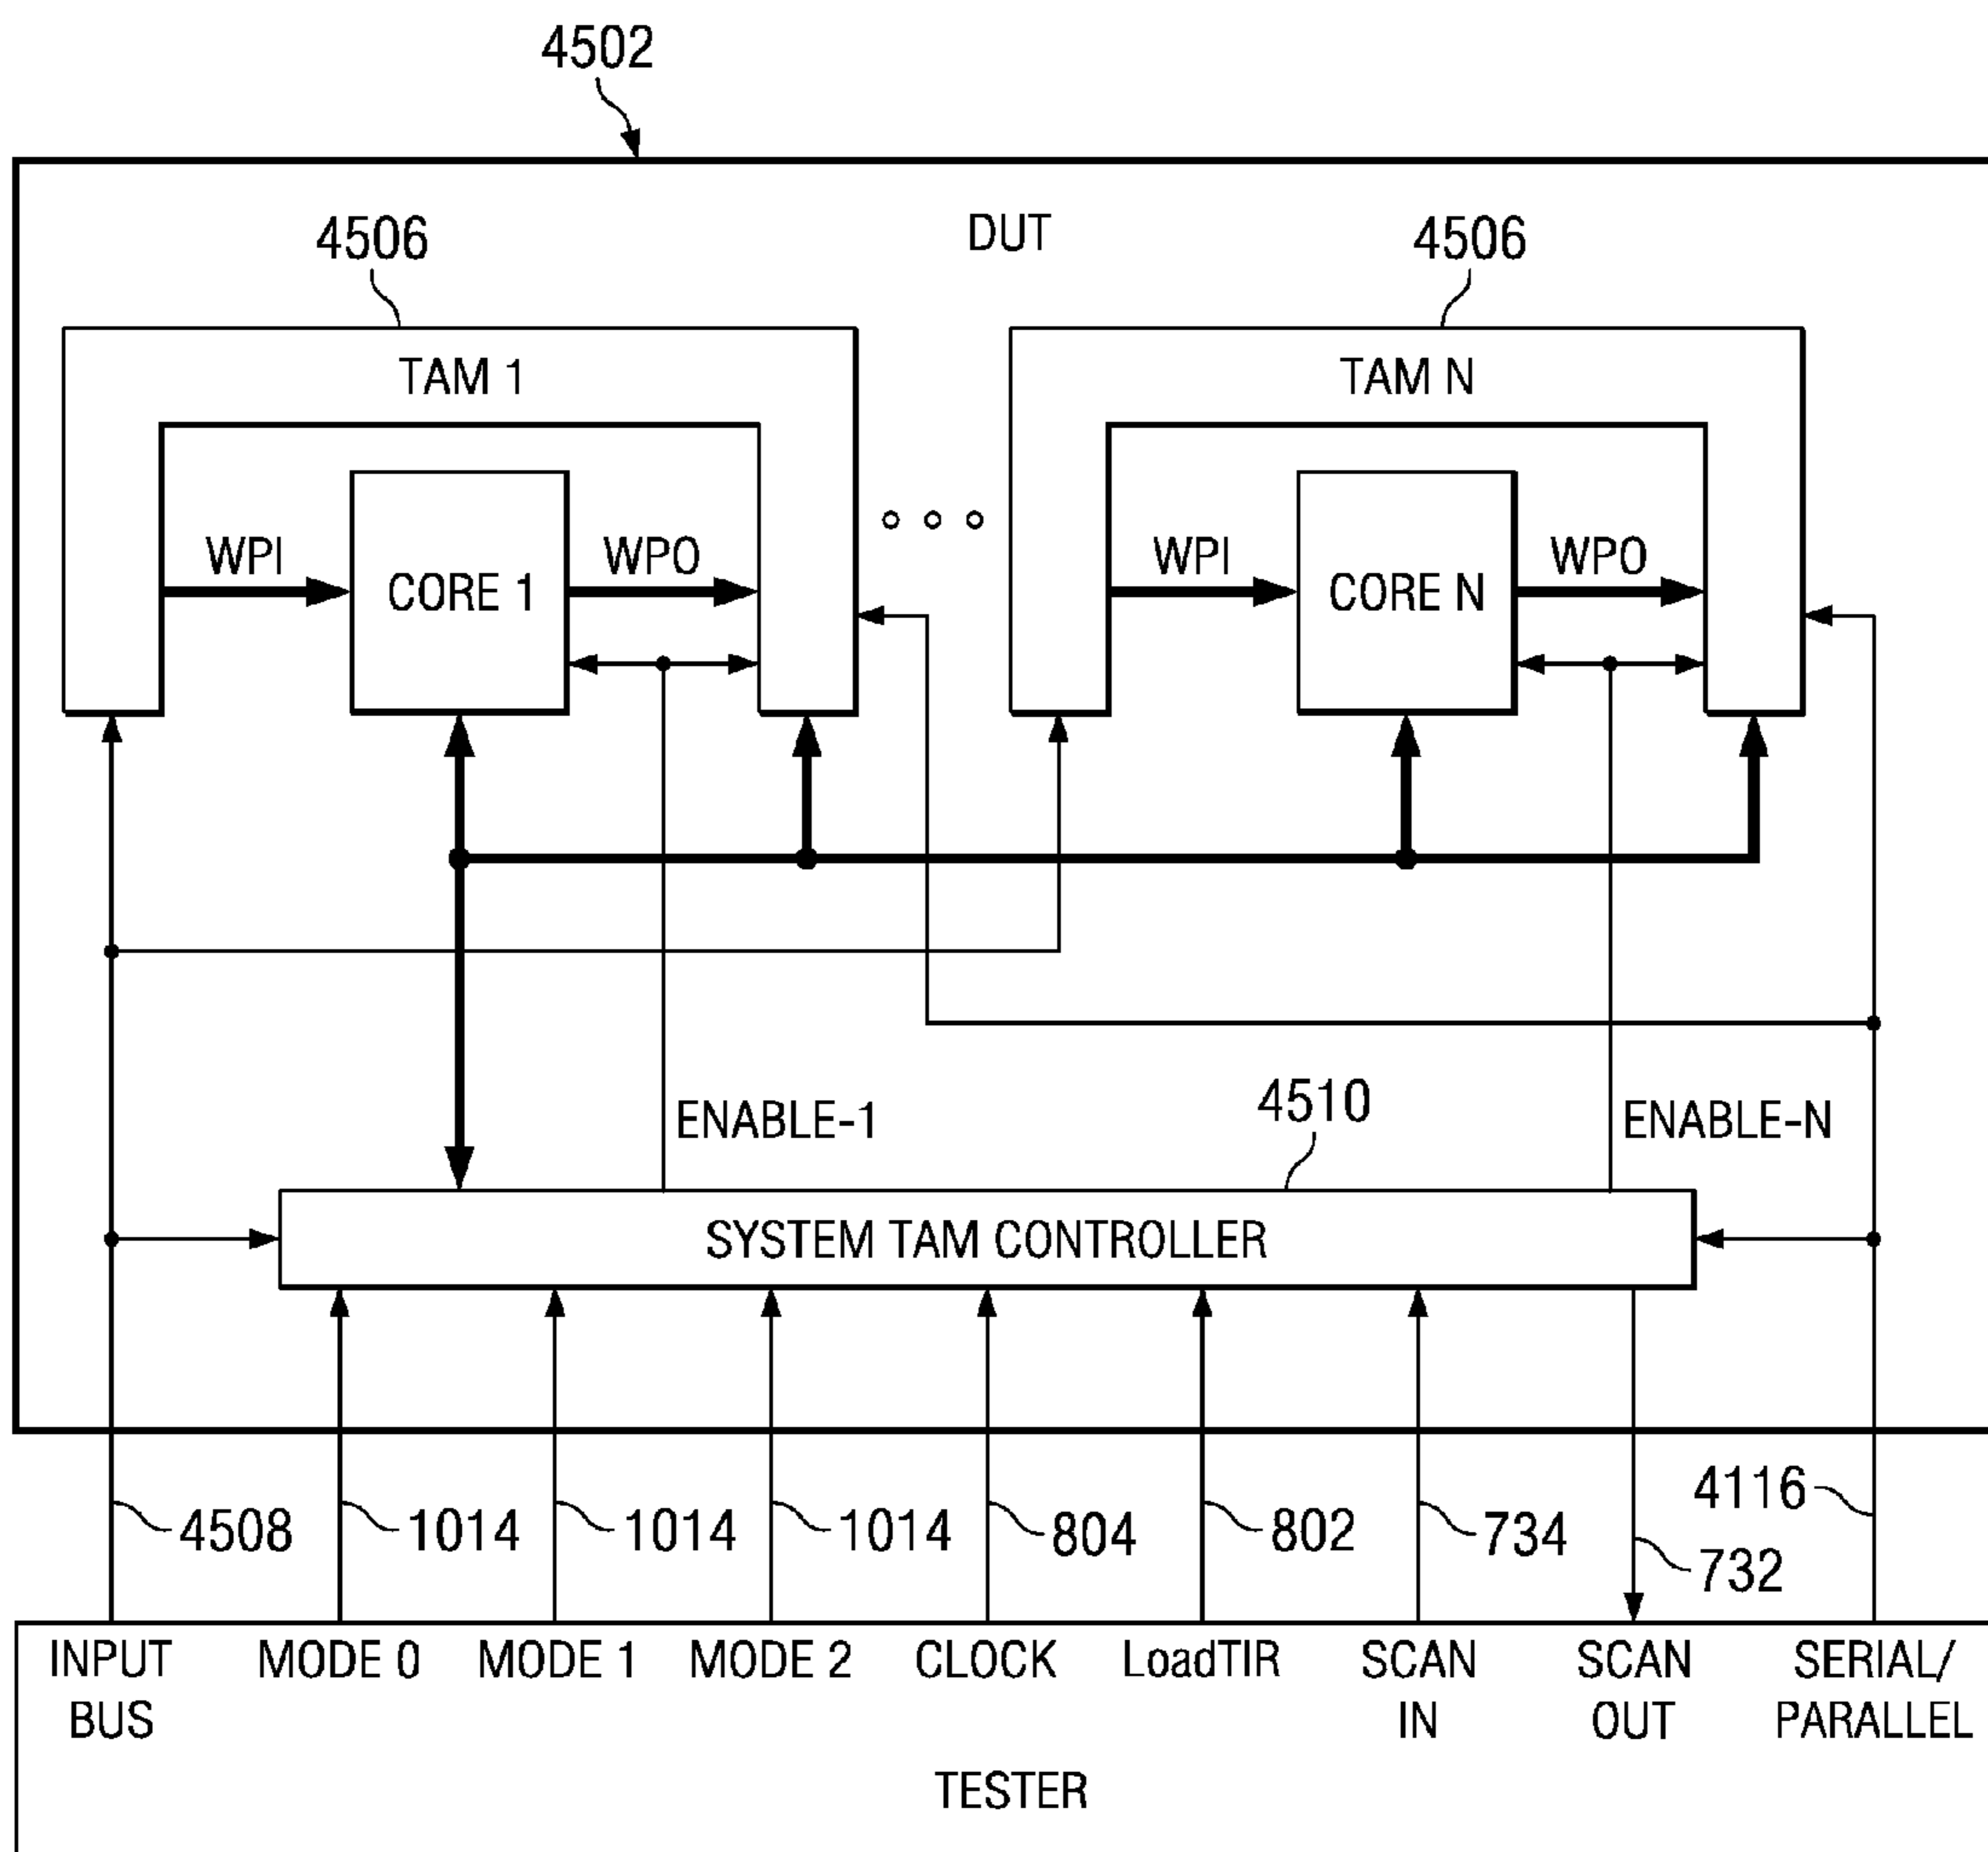 4502
DUT
4506
4506
TAM 1
TAM N
WPI
CORE 1
WPO
WPI
CORE N
WPO
ENABLE-1
4510
ENABLE-N
SYSTEM TAM CONTROLLER
4508
1014
1014
1014
804
802
734
732
4116
INPUT BUS
MODE 0
MODE 1
MODE 2
CLOCK
LoadTIR
SCAN IN
SCAN OUT
SERIAL/
PARALLEL
TESTER